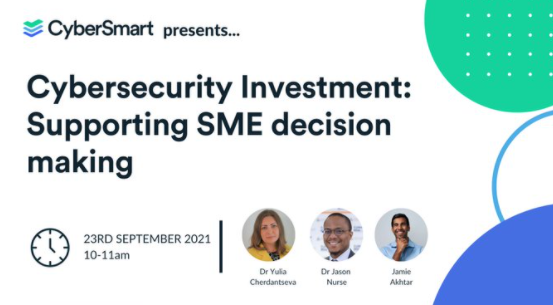 CyberSmart presents...
Cybersecurity Investment:
Supporting SME decision
making
23RD SEPTEMBER 2021
10-11am
Dr Yulia
Cherdantseva
Dr Jason
Nurse
Jamie
Akhtar